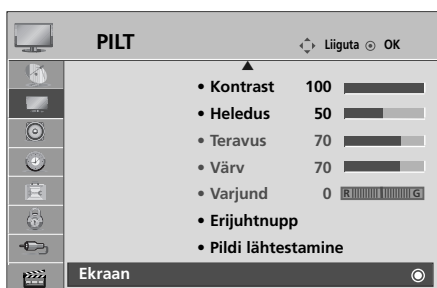 PILT
Liiguta OK
• Kontrast 100
• Heledus 50
• Teravus 70
• Värv 70
• Varjund 0 R G
• Erijuhtnupp
• Pildi lähtestamine
Ekraan